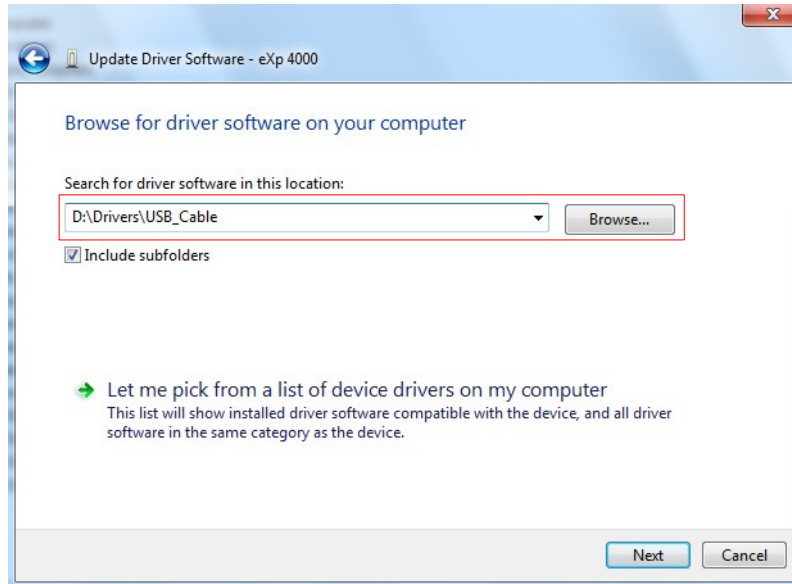 Update Driver Software - eXp 4000
Browse for driver software on your computer
Search for driver software in this location:
D:\Drivers\USB_Cable
Browse...
Include subfolders
Let me pick from a list of device drivers on my computer
This list will show installed driver software compatible with the device, and all driver
software in the same category as the device.
Next
Cancel